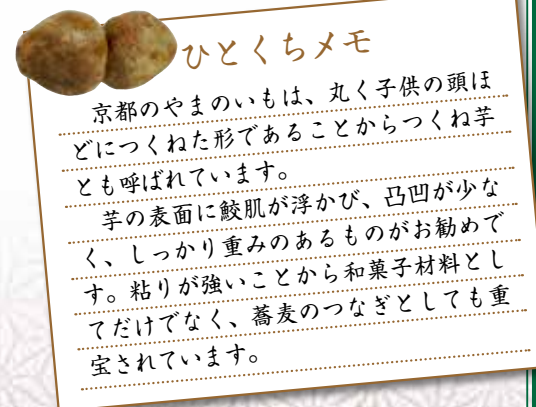 ひとくちメモ
京都のやまのいもは、丸く子供の頭ほ
どにつくねた形であることからつくね芋
とも呼ばれています。
芋の表面に鮫肌が浮かび、凸凹が少な
く、しっかり重みのあるものがお勧めで
す。粘りが強いことから和菓子材料とし
てだけでなく、蕎麦のつなぎとしても重
宝されています。